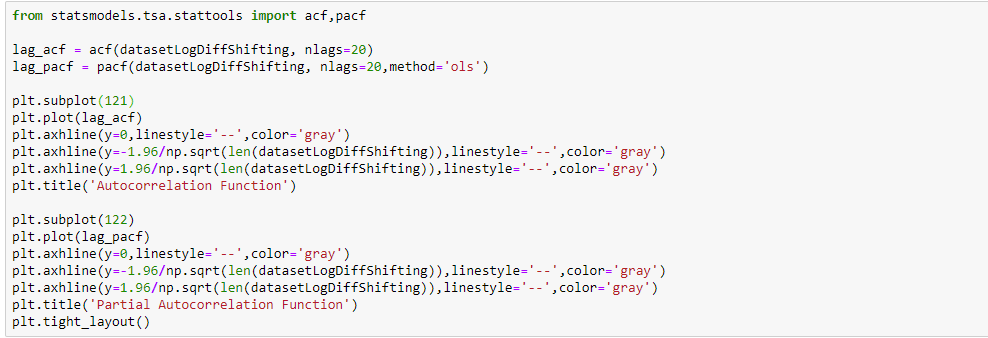 from statsmodels.tsa.stattools import acf,pacf
lag_acf = acf(datasetLogDiffShifting, nlags=20)
lag_pacf = pacf(datasetLogDiffShifting, nlags=20,method='ols')
plt.subplot(121)
plt.plot(lag_acf)
plt.axhline(y=0,linestyle='--',color='gray')
plt.axhline(y=-1.96/np.sqrt(len(datasetLogDiffShifting)),linestyle='--',color='gray')
plt.axhline(y=1.96/np.sqrt(len(datasetLogDiffShifting)),linestyle='--',color='gray')
plt.title('Autocorrelation Function')
plt.subplot(122)
plt.plot(lag_pacf)
plt.axhline(y=0,linestyle='--',color='gray')
plt.axhline(y=-1.96/np.sqrt(len(datasetLogDiffShifting)),linestyle='--',color='gray')
plt.axhline(y=1.96/np.sqrt(len(datasetLogDiffShifting)),linestyle='--',color='gray')
plt.title('Partial Autocorrelation Function')
plt.tight_layout()